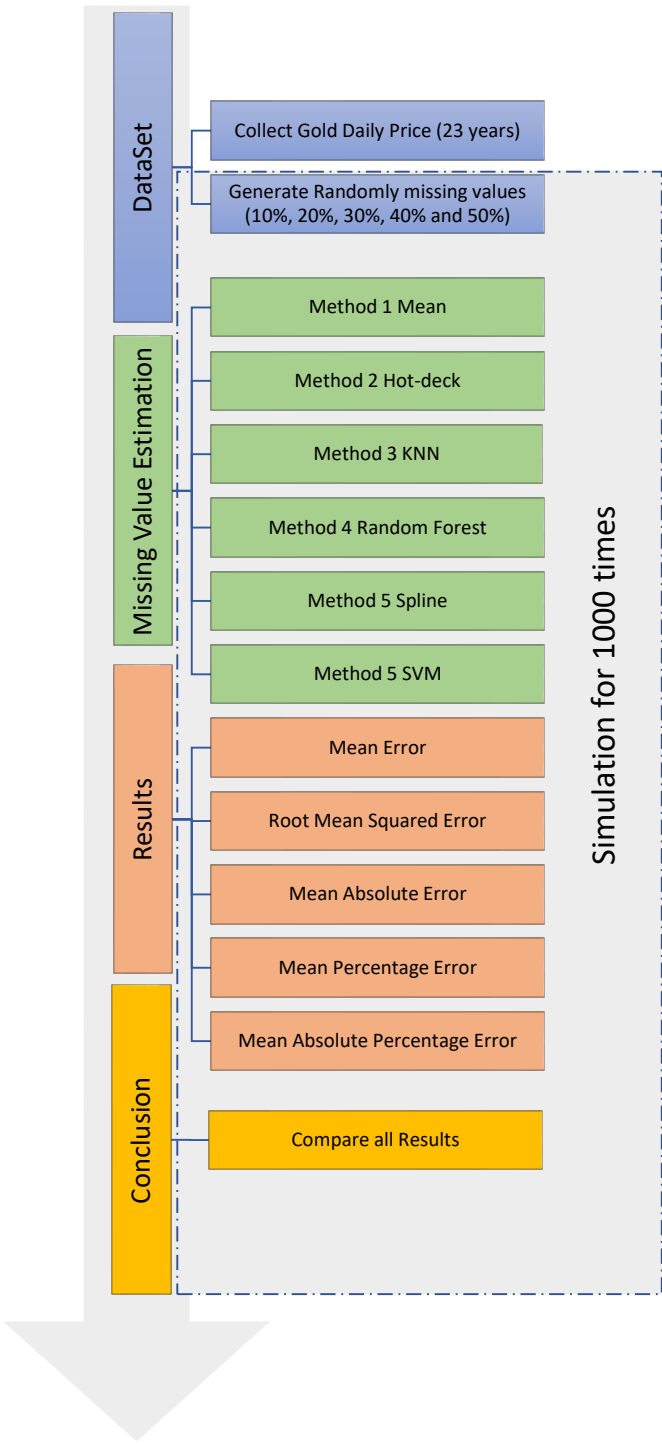 DataSet
Collect Gold Daily Price (23 years)
Generate Randomly missing values
(10%, 20%, 30%, 40% and 50%)
Missing Value Estimation
Method 1 Mean
Method 2 Hot-deck
Method 3 KNN
Method 4 Random Forest
Method 5 Spline
Method 5 SVM
Results
Mean Error
Root Mean Squared Error
Mean Absolute Error
Mean Percentage Error
Mean Absolute Percentage Error
Conclusion
Compare all Results
Simulation for 1000 times